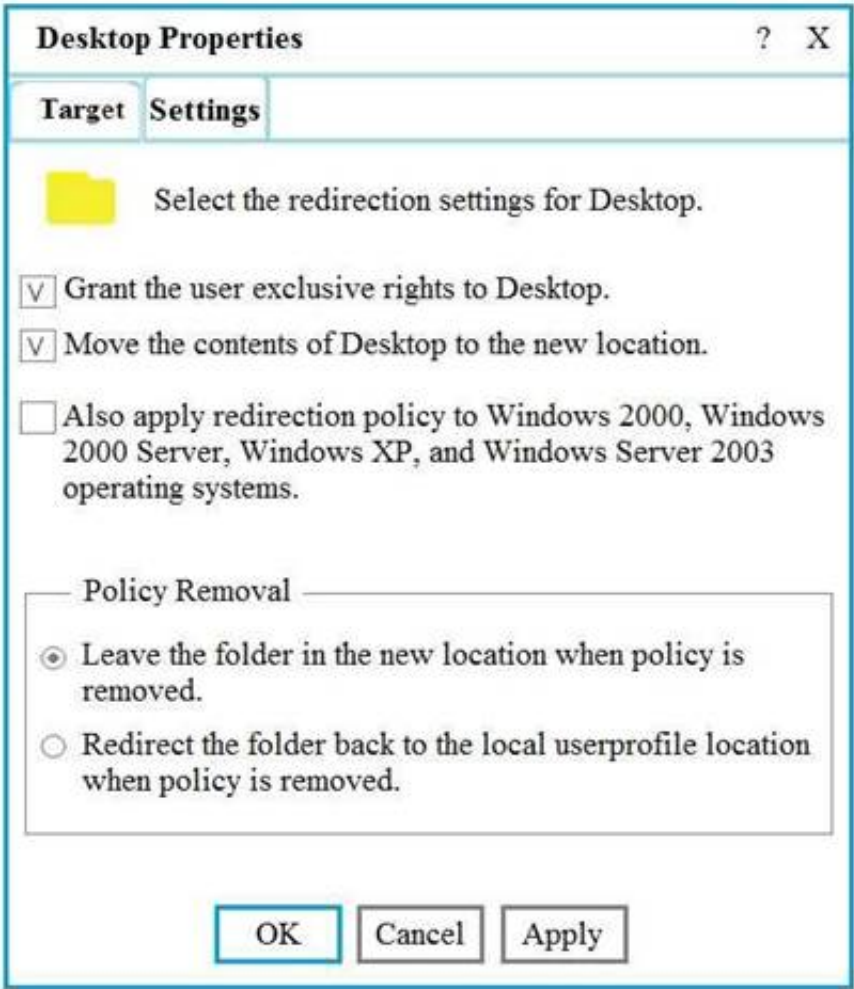 Desktop Properties ? X
Target Settings
Select the redirection settings for Desktop.
V Grant the user exclusive rights to Desktop.
V Move the contents of Desktop to the new location.
Also apply redirection policy to Windows 2000, Windows
2000 Server, Windows XP, and Windows Server 2003
operating systems.
Policy Removal
Leave the folder in the new location when policy is
removed.
Redirect the folder back to the local userprofile location
when policy is removed.
OK Cancel Apply